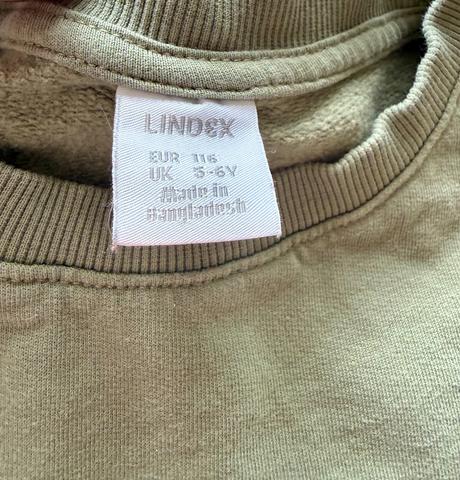 LINDEX
EUR 116
UK 5-6Y
Made in
Bangladesh